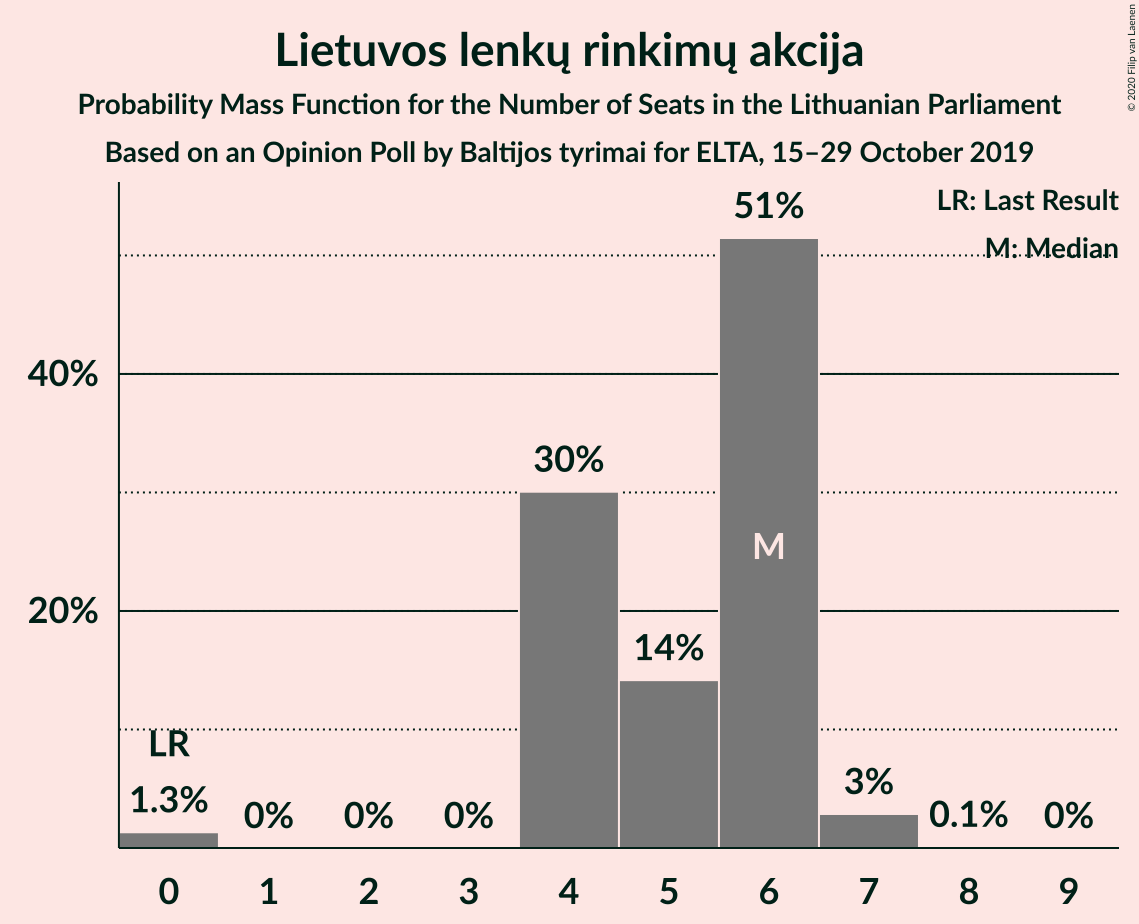 Lietuvos lenkų rinkimų akcija
Probability Mass Function for the Number of Seats in the Lithuanian Parliament
Based on an Opinion Poll by Baltijos tyrimai for ELTA, 15–29 October 2019
© 2020 Filip van Laenen
LR: Last Result
M: Median
51%
40%
30%
M
20%
14%
LR
1.3%
0%
0%
0%
3%
0.1%
0%
0 1 2 3 4 5 6 7 8 9